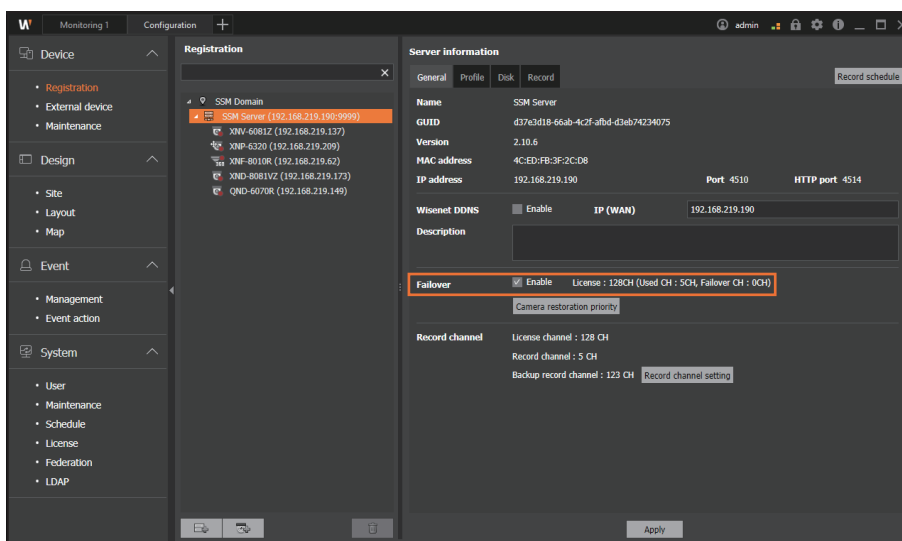 W Monitoring 1 Configuration admin
Device
Registration
External device
Maintenance
Design
Site
Layout
Map
Event
Management
Event action
System
User
Maintenance
Schedule
License
Federation
LDAP
Registration
SSM Domain
SSM Server (192.168.219.190:9999)
XNV-6081Z (192.168.219.137)
XNP-6320 (192.168.219.209)
XNF-8010R (192.168.219.62)
XND-8081VZ (192.168.219.173)
QND-6070R (192.168.219.149)
Server information
General Profile Disk Record Record schedule
Name SSM Server
GUID d37e3d18-66ab-4c2f-afbd-d3eb74234075
Version 2.10.6
MAC address 4C:ED:FB:3F:2C:D8
IP address 192.168.219.190 Port 4510 HTTP port 4514
Wisenet DDNS Enable IP (WAN) 192.168.219.190
Description
Failover Enable License : 128CH (Used CH : 5CH, Failover CH : 0CH)
Camera restoration priority
Record channel License channel : 128 CH
Record channel : 5 CH
Backup record channel : 123 CH Record channel setting
Apply